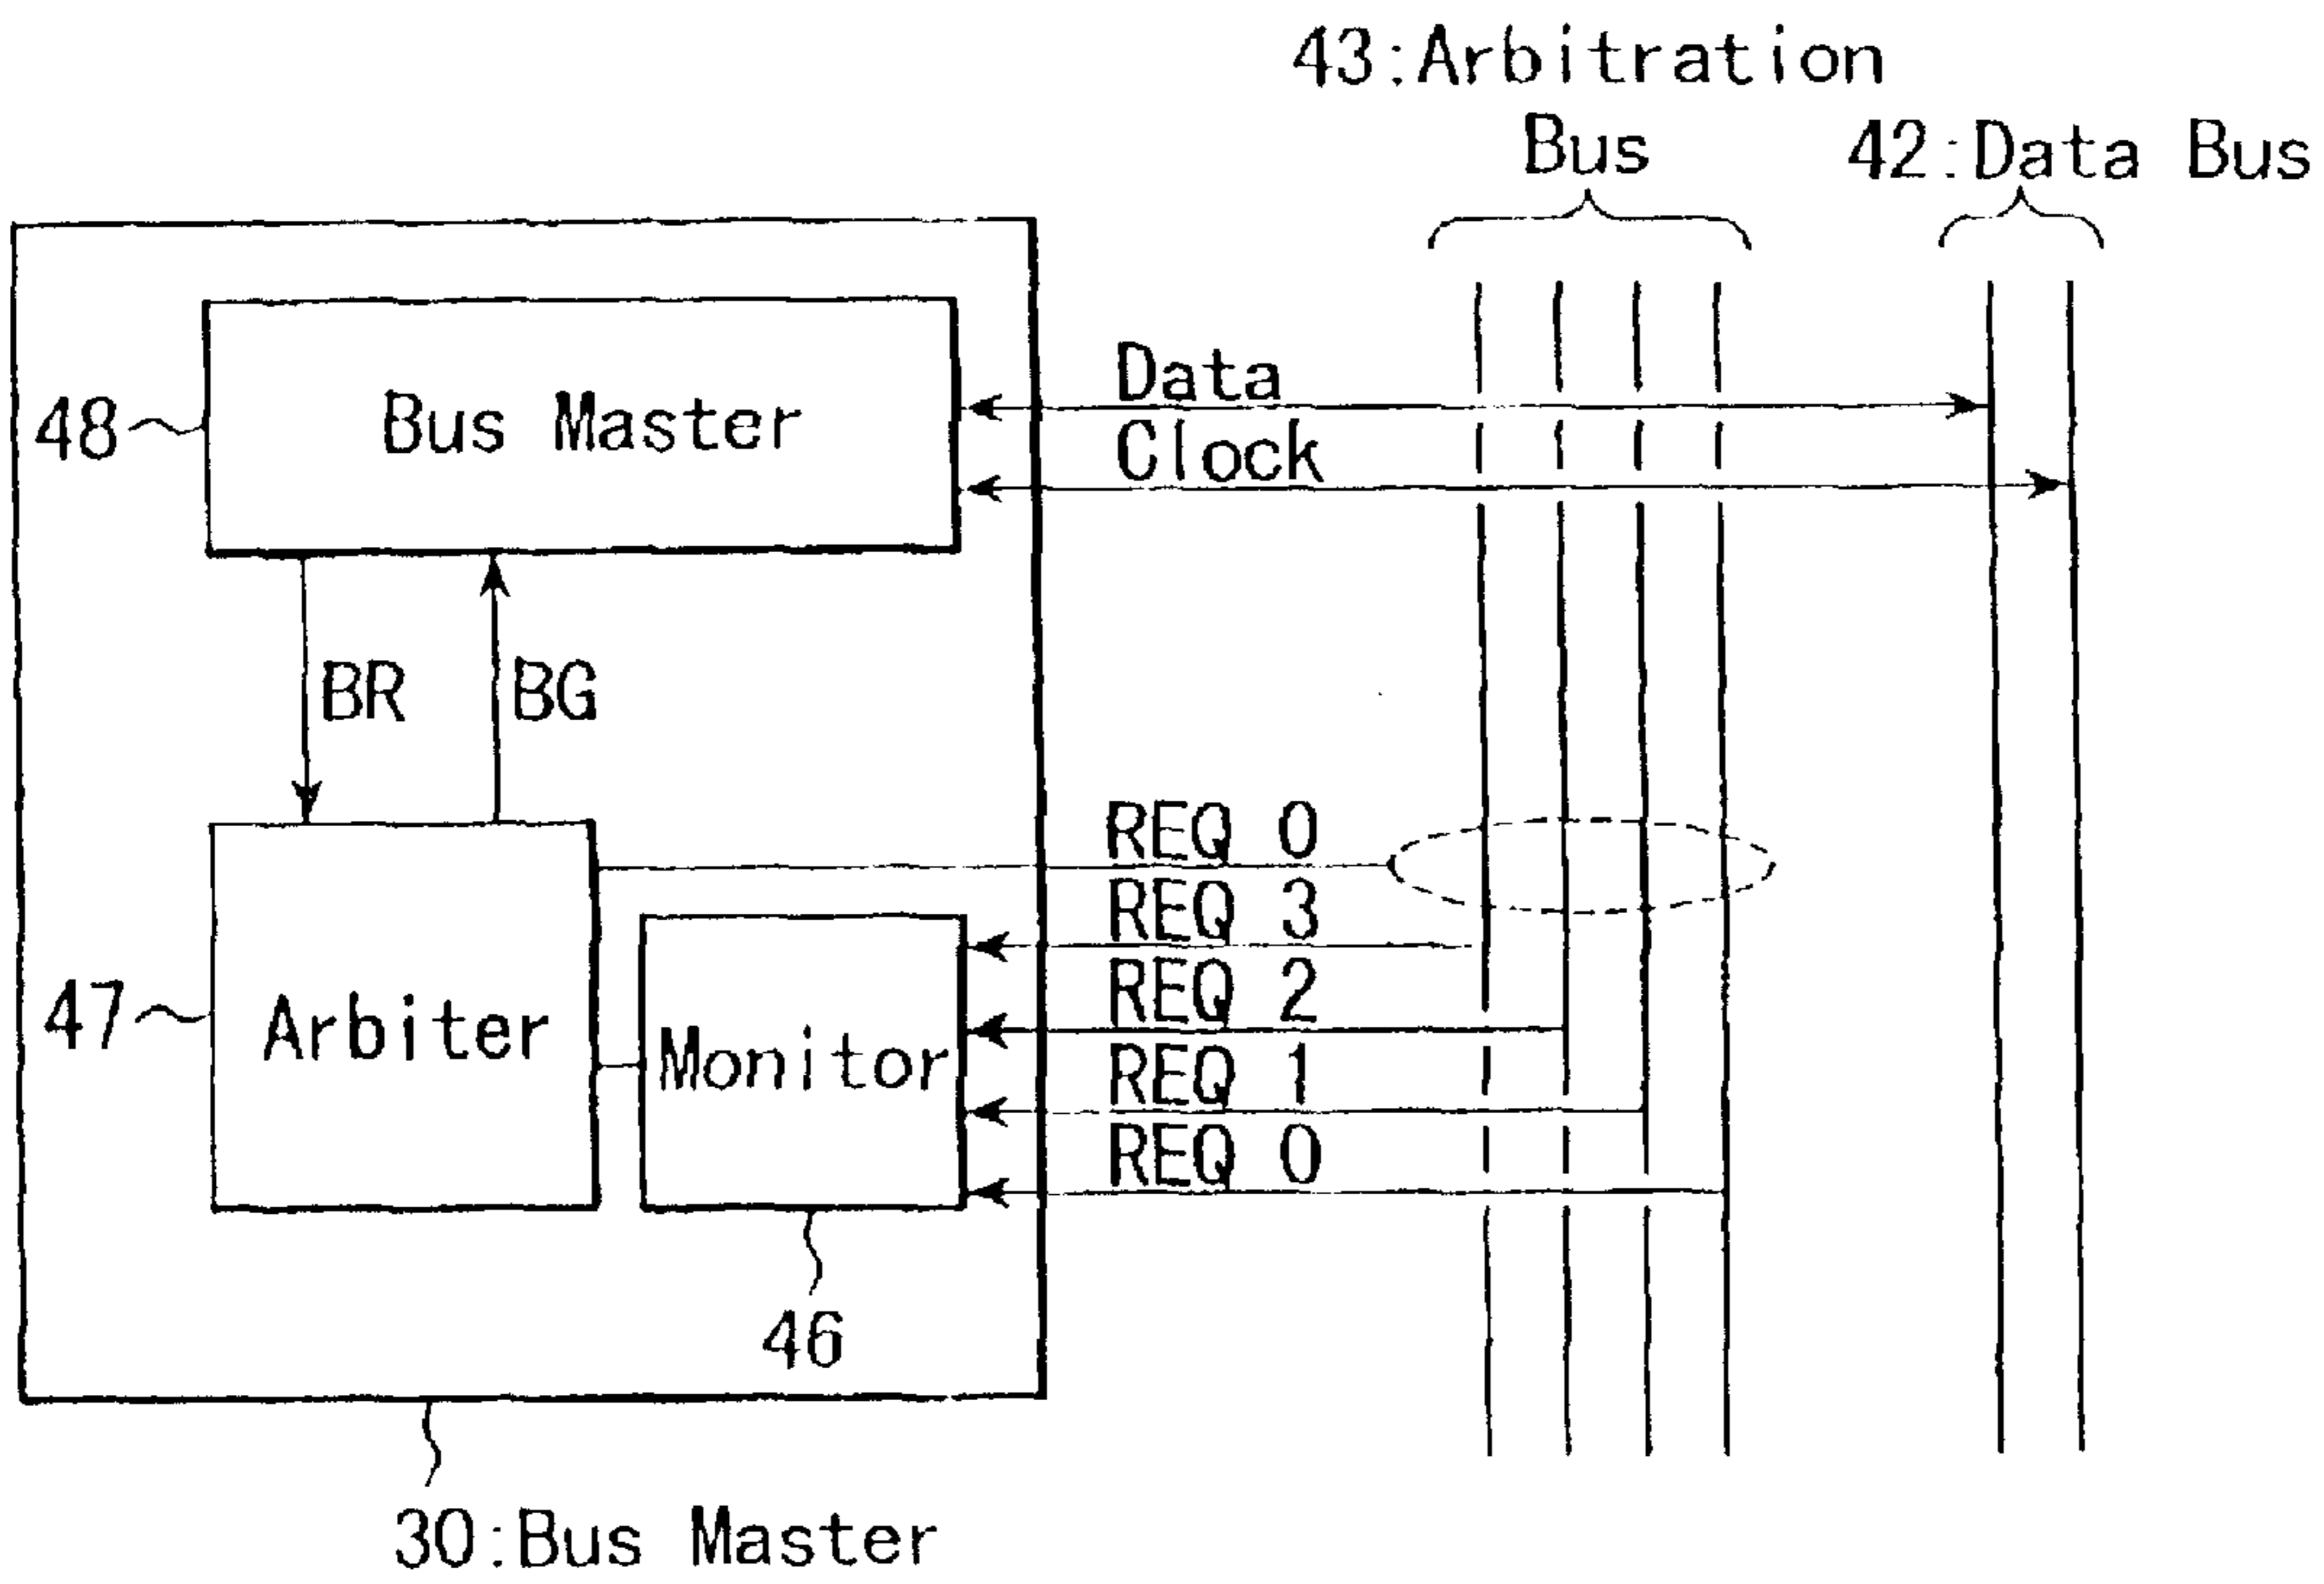 43:Arbitration
Bus
42:Data Bus
Data
48
Bus Master
Clock
BR
BG
REQ 0
REQ 3
REQ 2
47
Arbiter
Monitor
REQ 1
REQ 0
46
30:Bus Master